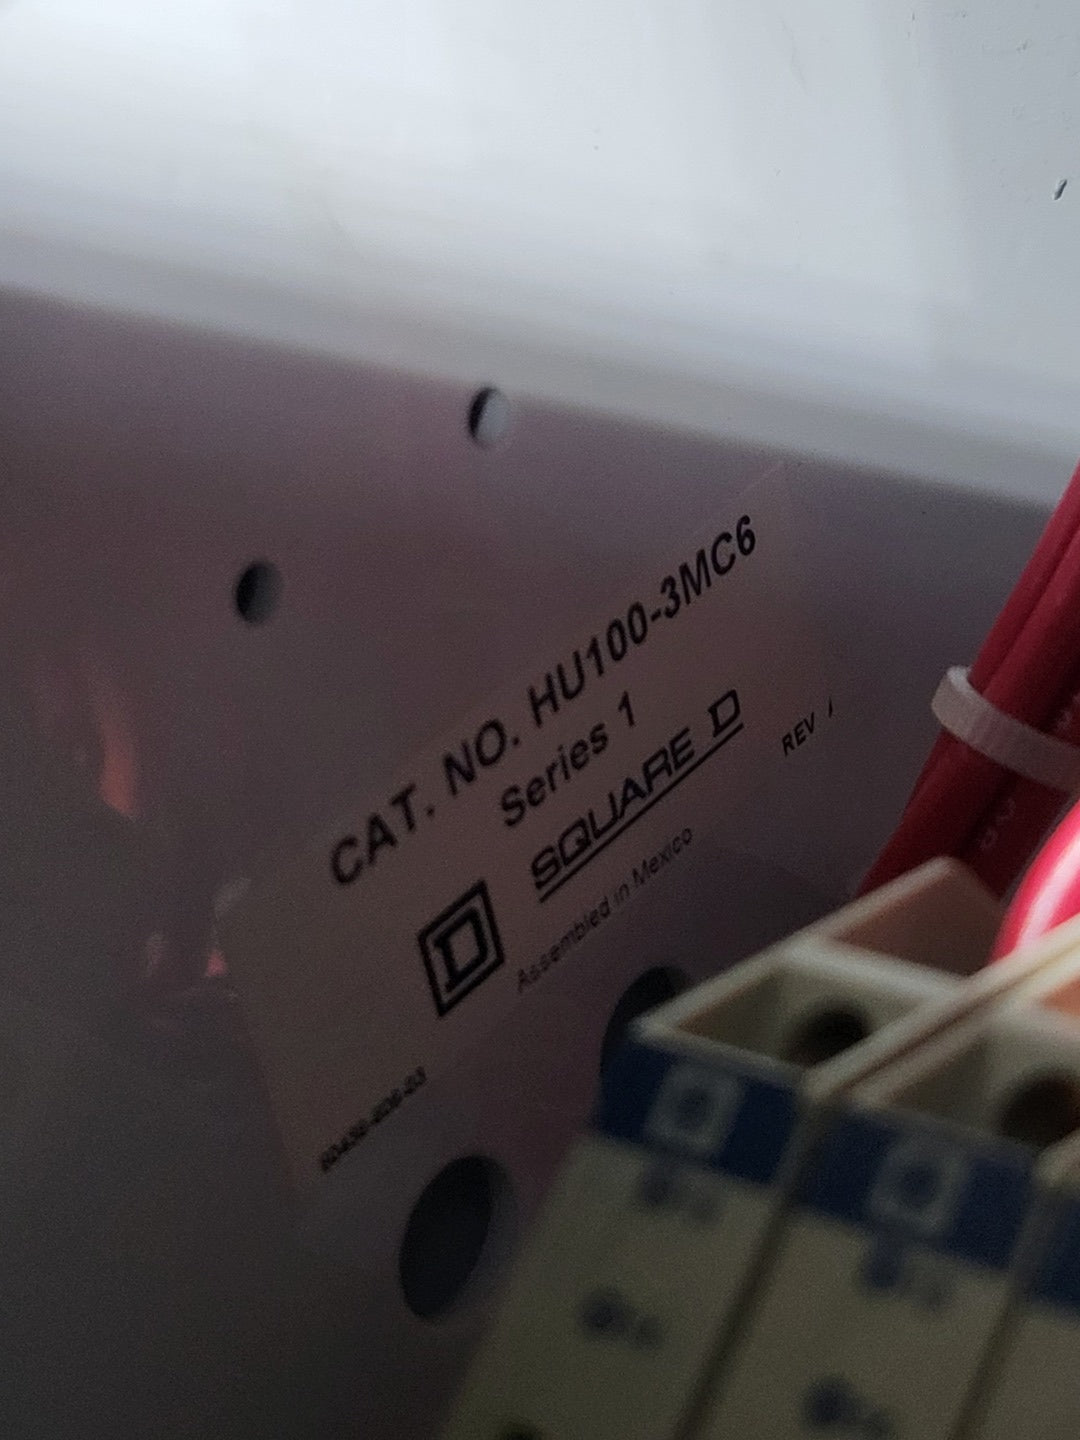 CAT. NO. HU100-3MC6
Series 1
D
SQUARE D
REV
Assembled in Mexico